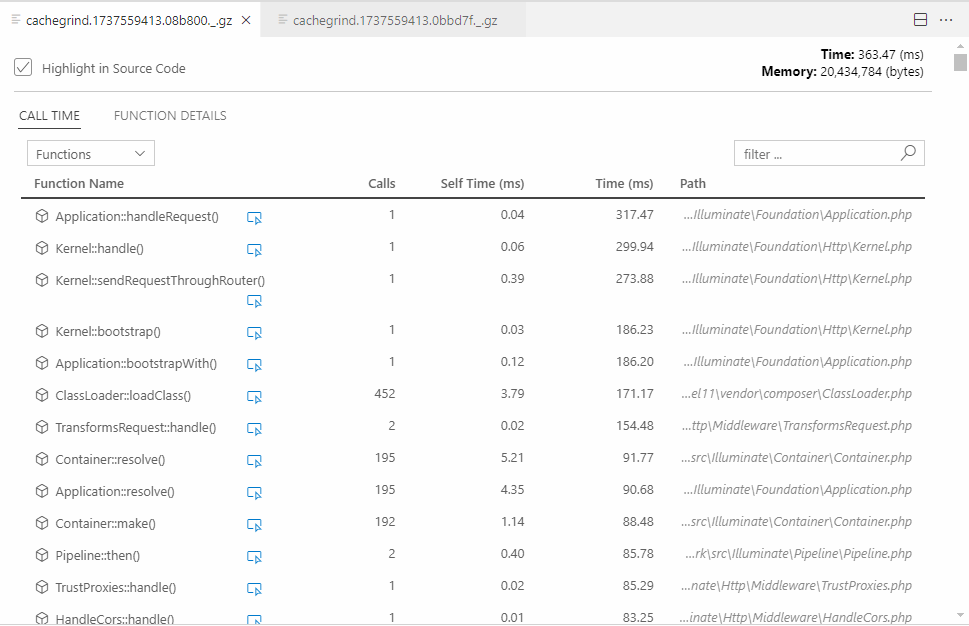 cachegrind.1737559413.08b800._.gz cachegrind.1737559413.0bbd7f._.gz
Time: 363.47 (ms)
Highlight in Source Code
Memory: 20,434,784 (bytes)
CALL TIME FUNCTION DETAILS
Functions filter ...
Function Name Calls Self Time (ms) Time (ms) Path
Application::handleRequest() 1 0.04 317.47 ...Illuminate\Foundation\Application.php
Kernel::handle() 1 0.06 299.94 ...Illuminate\Foundation\Http\Kernel.php
Kernel::sendRequestThroughRouter() 1 0.39 273.88 ...Illuminate\Foundation\Http\Kernel.php
Kernel::bootstrap() 1 0.03 186.23 ...Illuminate\Foundation\Http\Kernel.php
Application::bootstrapWith() 1 0.12 186.20 ...Illuminate\Foundation\Application.php
ClassLoader::loadClass() 452 3.79 171.17 ...el11\vendor\composer\ClassLoader.php
TransformsRequest::handle() 2 0.02 154.48 ...ttp\Middleware\TransformsRequest.php
Container::resolve() 195 5.21 91.77 ...src\Illuminate\Container\Container.php
Application::resolve() 195 4.35 90.68 ...Illuminate\Foundation\Application.php
Container::make() 192 1.14 88.48 ...src\Illuminate\Container\Container.php
Pipeline::then() 2 0.40 85.78 ...rk\src\Illuminate\Pipeline\Pipeline.php
TrustProxies::handle() 1 0.02 85.29 ...nate\Http\Middleware\TrustProxies.php
HandleCors::handle() 1 0.01 83.25 ...inate\Http\Middleware\HandleCors.php